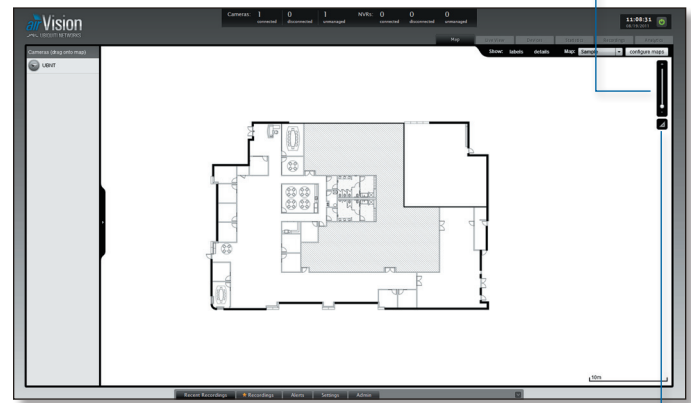 airVision
UBIQUITI NETWORKS
Cameras: 1 connected 0 disconnected 1 unmanaged NVRs: 0 connected 0 disconnected 0 unmanaged
11:08:31
Map
Show: labels details Map: Sample configure maps
Cameras (drag onto map)
UBNT
10m
Recent Recordings Recordings Alerts Settings Admin